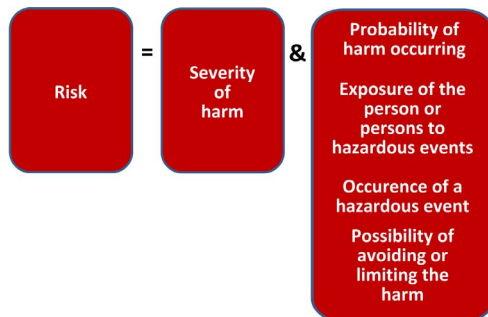 Risk
=
Severity
of
harm
&
Probability of
harm occurring
Exposure of the
person or
persons to
hazardous events
Occurence of a
hazardous event
Possibility of
avoiding or
limiting the
harm